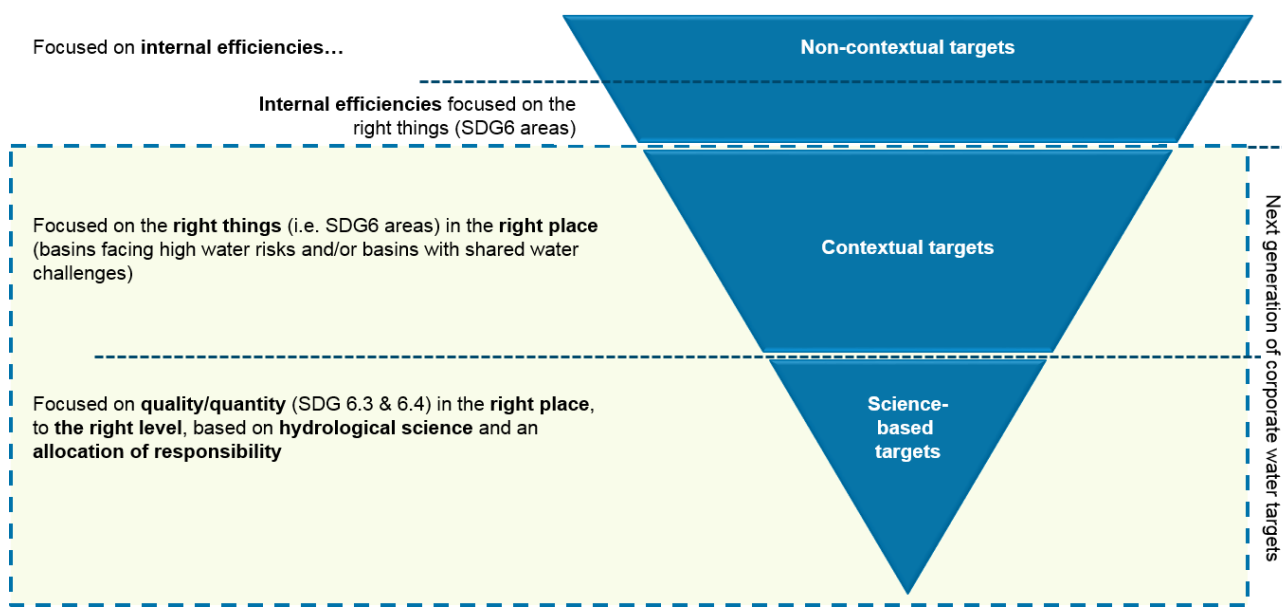 Focused on internal efficiencies…
Non-contextual targets
Internal efficiencies focused on the
right things (SDG6 areas)
Focused on the right things (i.e. SDG6 areas) in the right place
(basins facing high water risks and/or basins with shared water
challenges)
Contextual targets
Focused on quality/quantity (SDG 6.3 & 6.4) in the right place,
to the right level, based on hydrological science and an
allocation of responsibility
Science-
based
targets
Next generation of corporate water targets